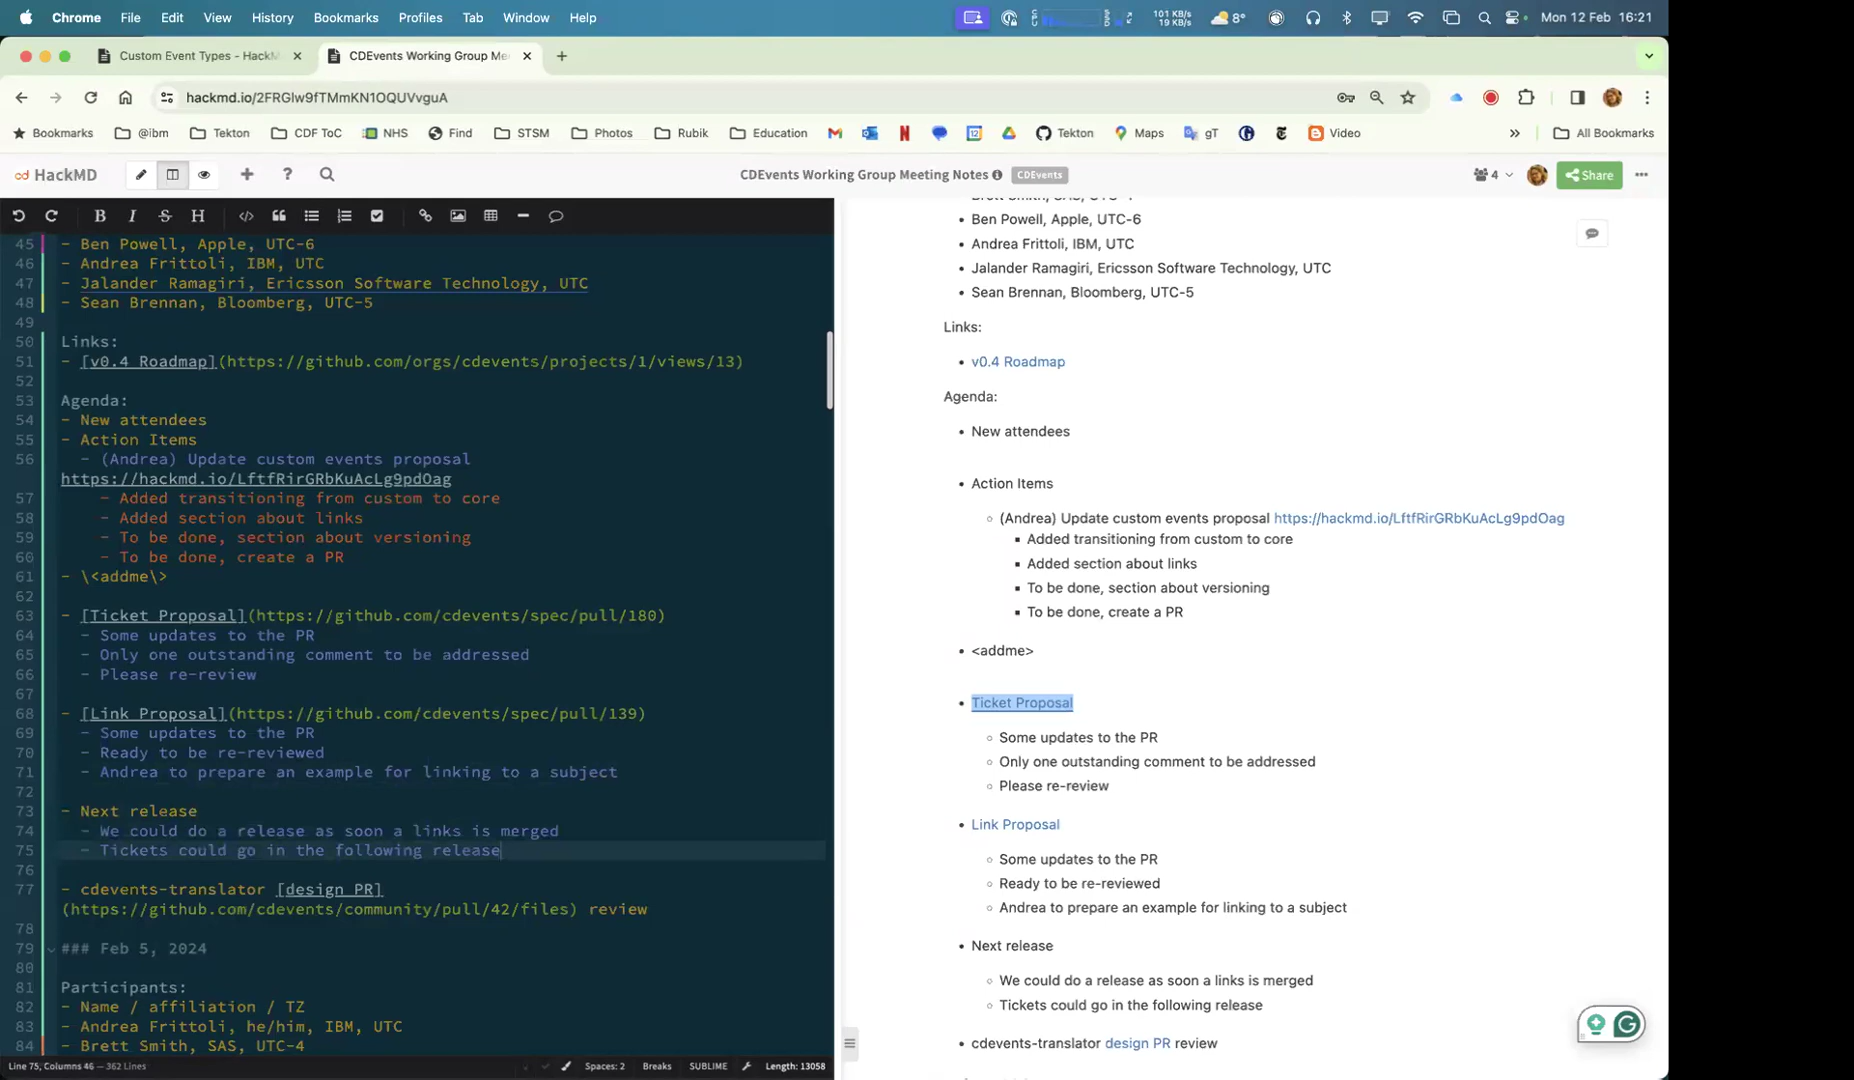 Chrome File Edit View History Bookmarks Profiles Tab Window Help 101 KB/s 19 KB/s 8° Mon 12 Feb 16:21
Custom Event Types - HackM CDEvents Working Group Me
hackmd.io/2FRGlw9fTMmKN1OQUVvguA
Bookmarks @ibm Tekton CDF ToC NHS Find STSM Photos Rubik Education Tekton Maps gT Video All Bookmarks
HackMD CDEvents Working Group Meeting Notes CDEvents 4 Share
45 - Ben Powell, Apple, UTC-6
46 - Andrea Frittoli, IBM, UTC
47 - Jalander Ramagiri, Ericsson Software Technology, UTC
48 - Sean Brennan, Bloomberg, UTC-5
49
50 Links:
51 - [v0.4 Roadmap](https://github.com/orgs/cdevents/projects/1/views/13)
52
53 Agenda:
54 - New attendees
55 - Action Items
56 - (Andrea) Update custom events proposal
https://hackmd.io/LftfRirGRbKuAcLg9pdOag
57 - Added transitioning from custom to core
58 - Added section about links
59 - To be done, section about versioning
60 - To be done, create a PR
61 - \<addme\>
62
63 - [Ticket Proposal](https://github.com/cdevents/spec/pull/180)
64 - Some updates to the PR
65 - Only one outstanding comment to be addressed
66 - Please re-review
67
68 - [Link Proposal](https://github.com/cdevents/spec/pull/139)
69 - Some updates to the PR
70 - Ready to be re-reviewed
71 - Andrea to prepare an example for linking to a subject
72
73 - Next release
74 - We could do a release as soon a links is merged
75 - Tickets could go in the following release
76
77 - cdevents-translator [design PR]
(https://github.com/cdevents/community/pull/42/files) review
78
79 ### Feb 5, 2024
80
81 Participants:
82 - Name / affiliation / TZ
83 - Andrea Frittoli, he/him, IBM, UTC
84 - Brett Smith, SAS, UTC-4
Line 75, Columns 46 — 362 Lines Spaces: 2 Breaks SUBLIME Length: 13058
• Ben Powell, Apple, UTC-6
• Andrea Frittoli, IBM, UTC
• Jalander Ramagiri, Ericsson Software Technology, UTC
• Sean Brennan, Bloomberg, UTC-5
Links:
• v0.4 Roadmap
Agenda:
• New attendees
• Action Items
◦ (Andrea) Update custom events proposal https://hackmd.io/LftfRirGRbKuAcLg9pdOag
▪ Added transitioning from custom to core
▪ Added section about links
▪ To be done, section about versioning
▪ To be done, create a PR
• <addme>
• Ticket Proposal
◦ Some updates to the PR
◦ Only one outstanding comment to be addressed
◦ Please re-review
• Link Proposal
◦ Some updates to the PR
◦ Ready to be re-reviewed
◦ Andrea to prepare an example for linking to a subject
• Next release
◦ We could do a release as soon a links is merged
◦ Tickets could go in the following release
• cdevents-translator design PR review